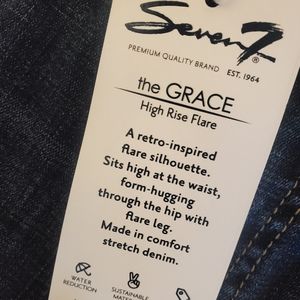 Seven7®
PREMIUM QUALITY BRAND EST. 1964
the GRACE
High Rise Flare
A retro-inspired
flare silhouette.
Sits high at the waist,
form-hugging
through the hip with
flare leg.
Made in comfort
stretch denim.
WATER
REDUCTION
SUSTAINABLE